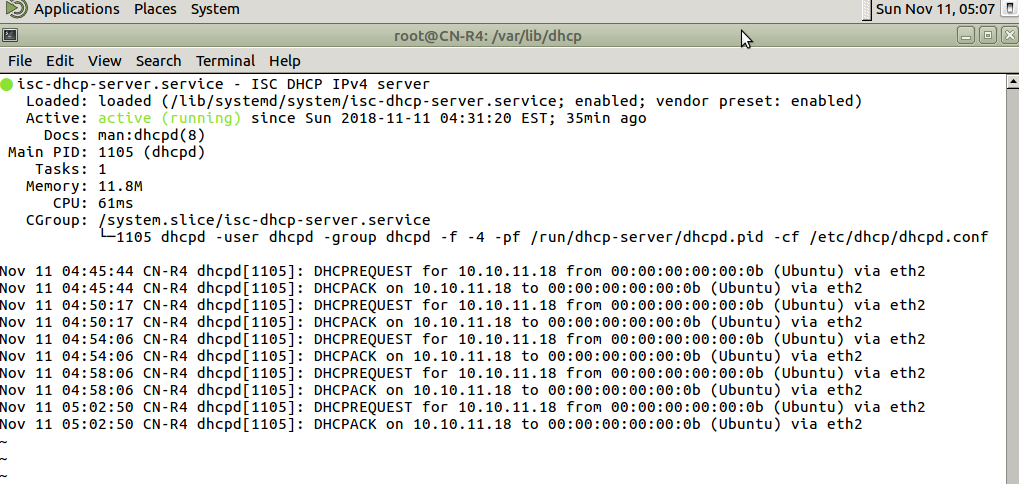 Applications Places System Sun Nov 11, 05:07
root@CN-R4: /var/lib/dhcp
File Edit View Search Terminal Help
isc-dhcp-server.service - ISC DHCP IPv4 server
Loaded: loaded (/lib/systemd/system/isc-dhcp-server.service; enabled; vendor preset: enabled)
Active: active (running) since Sun 2018-11-11 04:31:20 EST; 35min ago
Docs: man:dhcpd(8)
Main PID: 1105 (dhcpd)
Tasks: 1
Memory: 11.8M
CPU: 61ms
CGroup: /system.slice/isc-dhcp-server.service
└─1105 dhcpd -user dhcpd -group dhcpd -f -4 -pf /run/dhcp-server/dhcpd.pid -cf /etc/dhcp/dhcpd.conf
Nov 11 04:45:44 CN-R4 dhcpd[1105]: DHCPREQUEST for 10.10.11.18 from 00:00:00:00:00:0b (Ubuntu) via eth2
Nov 11 04:45:44 CN-R4 dhcpd[1105]: DHCPACK on 10.10.11.18 to 00:00:00:00:00:0b (Ubuntu) via eth2
Nov 11 04:50:17 CN-R4 dhcpd[1105]: DHCPREQUEST for 10.10.11.18 from 00:00:00:00:00:0b (Ubuntu) via eth2
Nov 11 04:50:17 CN-R4 dhcpd[1105]: DHCPACK on 10.10.11.18 to 00:00:00:00:00:0b (Ubuntu) via eth2
Nov 11 04:54:06 CN-R4 dhcpd[1105]: DHCPREQUEST for 10.10.11.18 from 00:00:00:00:00:0b (Ubuntu) via eth2
Nov 11 04:54:06 CN-R4 dhcpd[1105]: DHCPACK on 10.10.11.18 to 00:00:00:00:00:0b (Ubuntu) via eth2
Nov 11 04:58:06 CN-R4 dhcpd[1105]: DHCPREQUEST for 10.10.11.18 from 00:00:00:00:00:0b (Ubuntu) via eth2
Nov 11 04:58:06 CN-R4 dhcpd[1105]: DHCPACK on 10.10.11.18 to 00:00:00:00:00:0b (Ubuntu) via eth2
Nov 11 05:02:50 CN-R4 dhcpd[1105]: DHCPREQUEST for 10.10.11.18 from 00:00:00:00:00:0b (Ubuntu) via eth2
Nov 11 05:02:50 CN-R4 dhcpd[1105]: DHCPACK on 10.10.11.18 to 00:00:00:00:00:0b (Ubuntu) via eth2
~
~
~